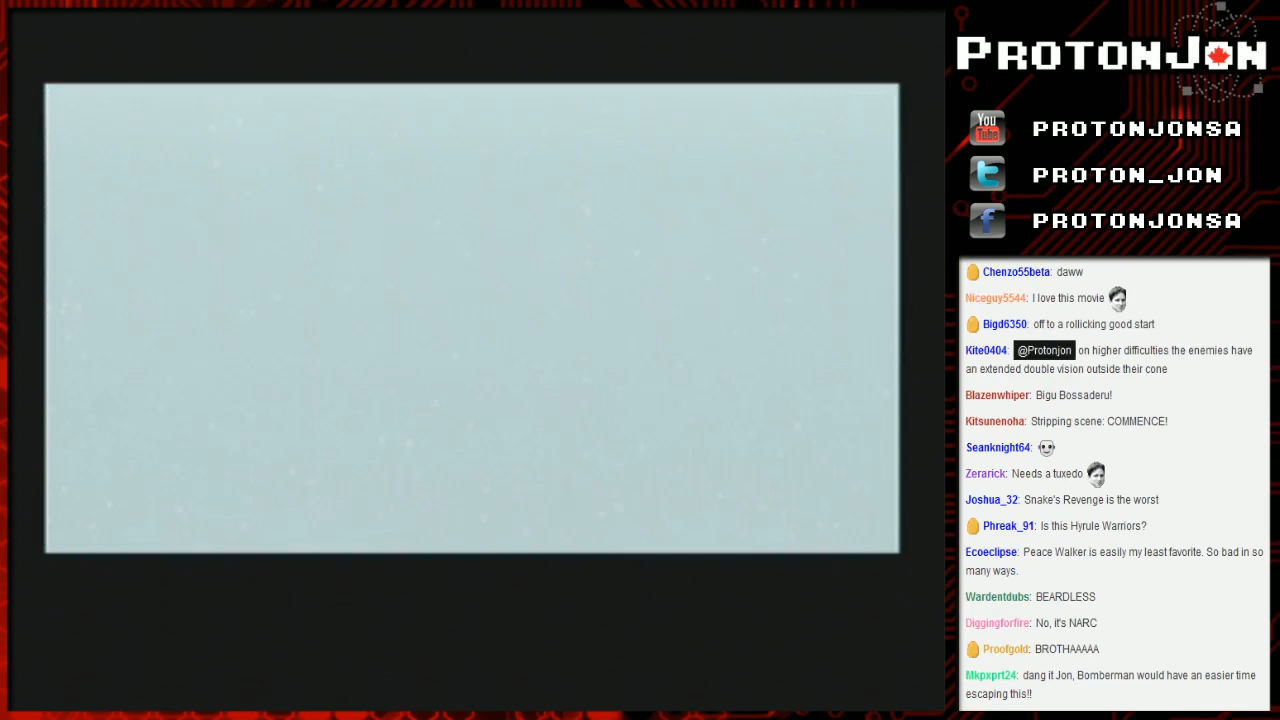 PROTONJON
You
Tube
PROTONJONSA
t
PROTON_JON
f
PROTONJONSA
Chenzo55beta: daww
Niceguy5544: I love this movie
Bigd6350: off to a rollicking good start
Kite0404: @Protonjon on higher difficulties the enemies have
an extended double vision outside their cone
Blazenwhiper: Bigu Bossaderu!
Kitsunenoha: Stripping scene: COMMENCE!
Seanknight64:
Zerarick: Needs a tuxedo
Joshua_32: Snake's Revenge is the worst
Phreak_91: Is this Hyrule Warriors?
Ecoeclipse: Peace Walker is easily my least favorite. So bad in so
many ways.
Wardentdubs: BEARDLESS
Diggingforfire: No, it's NARC
Proofgold: BROTHAAAAA
Mkpxprt24: dang it Jon, Bomberman would have an easier time
escaping this!!